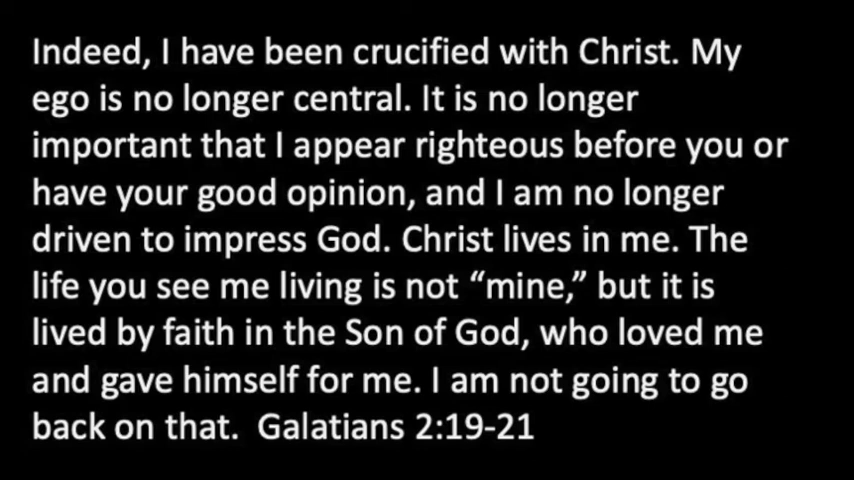 Indeed, I have been crucified with Christ. My
ego is no longer central. It is no longer
important that I appear righteous before you or
have your good opinion, and I am no longer
driven to impress God. Christ lives in me. The
life you see me living is not “mine,” but it is
lived by faith in the Son of God, who loved me
and gave himself for me. I am not going to go
back on that.  Galatians 2:19-21